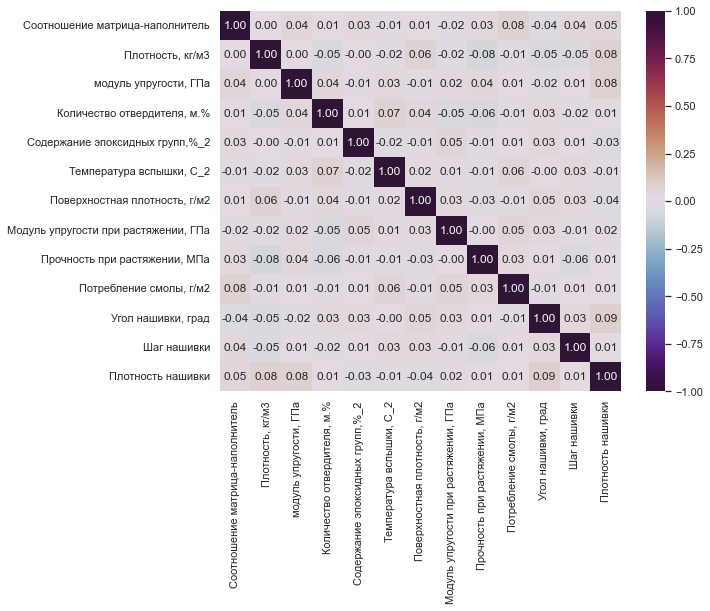 Соотношение матрица-наполнитель 1.00 0.00 0.04 0.01 0.03 -0.01 0.01 -0.02 0.03 0.08 -0.04 0.04 0.05
Плотность, кг/м3 0.00 1.00 0.00 -0.05 -0.00 -0.02 0.06 -0.02 -0.08 -0.01 -0.05 -0.05 0.08
модуль упругости, ГПа 0.04 0.00 1.00 0.04 -0.01 0.03 -0.01 0.02 0.04 0.01 -0.02 0.01 0.08
Количество отвердителя, м.% 0.01 -0.05 0.04 1.00 0.01 0.07 0.04 -0.05 -0.06 -0.01 0.03 -0.02 0.01
Содержание эпоксидных групп,%_2 0.03 -0.00 -0.01 0.01 1.00 -0.02 -0.01 0.05 -0.01 0.01 0.03 0.01 -0.03
Температура вспышки, С_2 -0.01 -0.02 0.03 0.07 -0.02 1.00 0.02 0.01 -0.01 0.06 -0.00 0.03 -0.01
Поверхностная плотность, г/м2 0.01 0.06 -0.01 0.04 -0.01 0.02 1.00 0.03 -0.03 -0.01 0.05 0.03 -0.04
Модуль упругости при растяжении, ГПа -0.02 -0.02 0.02 -0.05 0.05 0.01 0.03 1.00 -0.00 0.05 0.03 -0.01 0.02
Прочность при растяжении, МПа 0.03 -0.08 0.04 -0.06 -0.01 -0.01 -0.03 -0.00 1.00 0.03 0.01 -0.06 0.01
Потребление смолы, г/м2 0.08 -0.01 0.01 -0.01 0.01 0.06 -0.01 0.05 0.03 1.00 -0.01 0.01 0.01
Угол нашивки, град -0.04 -0.05 -0.02 0.03 0.03 -0.00 0.05 0.03 0.01 -0.01 1.00 0.03 0.09
Шаг нашивки 0.04 -0.05 0.01 -0.02 0.01 0.03 0.03 -0.01 -0.06 0.01 0.03 1.00 0.01
Плотность нашивки 0.05 0.08 0.08 0.01 -0.03 -0.01 -0.04 0.02 0.01 0.01 0.09 0.01 1.00
Соотношение матрица-наполнитель
Плотность, кг/м3
модуль упругости, ГПа
Количество отвердителя, м.%
Содержание эпоксидных групп,%_2
Температура вспышки, С_2
Поверхностная плотность, г/м2
Модуль упругости при растяжении, ГПа
Прочность при растяжении, МПа
Потребление смолы, г/м2
Угол нашивки, град
Шаг нашивки
Плотность нашивки
1.00
0.75
0.50
0.25
0.00
−0.25
−0.50
−0.75
−1.00